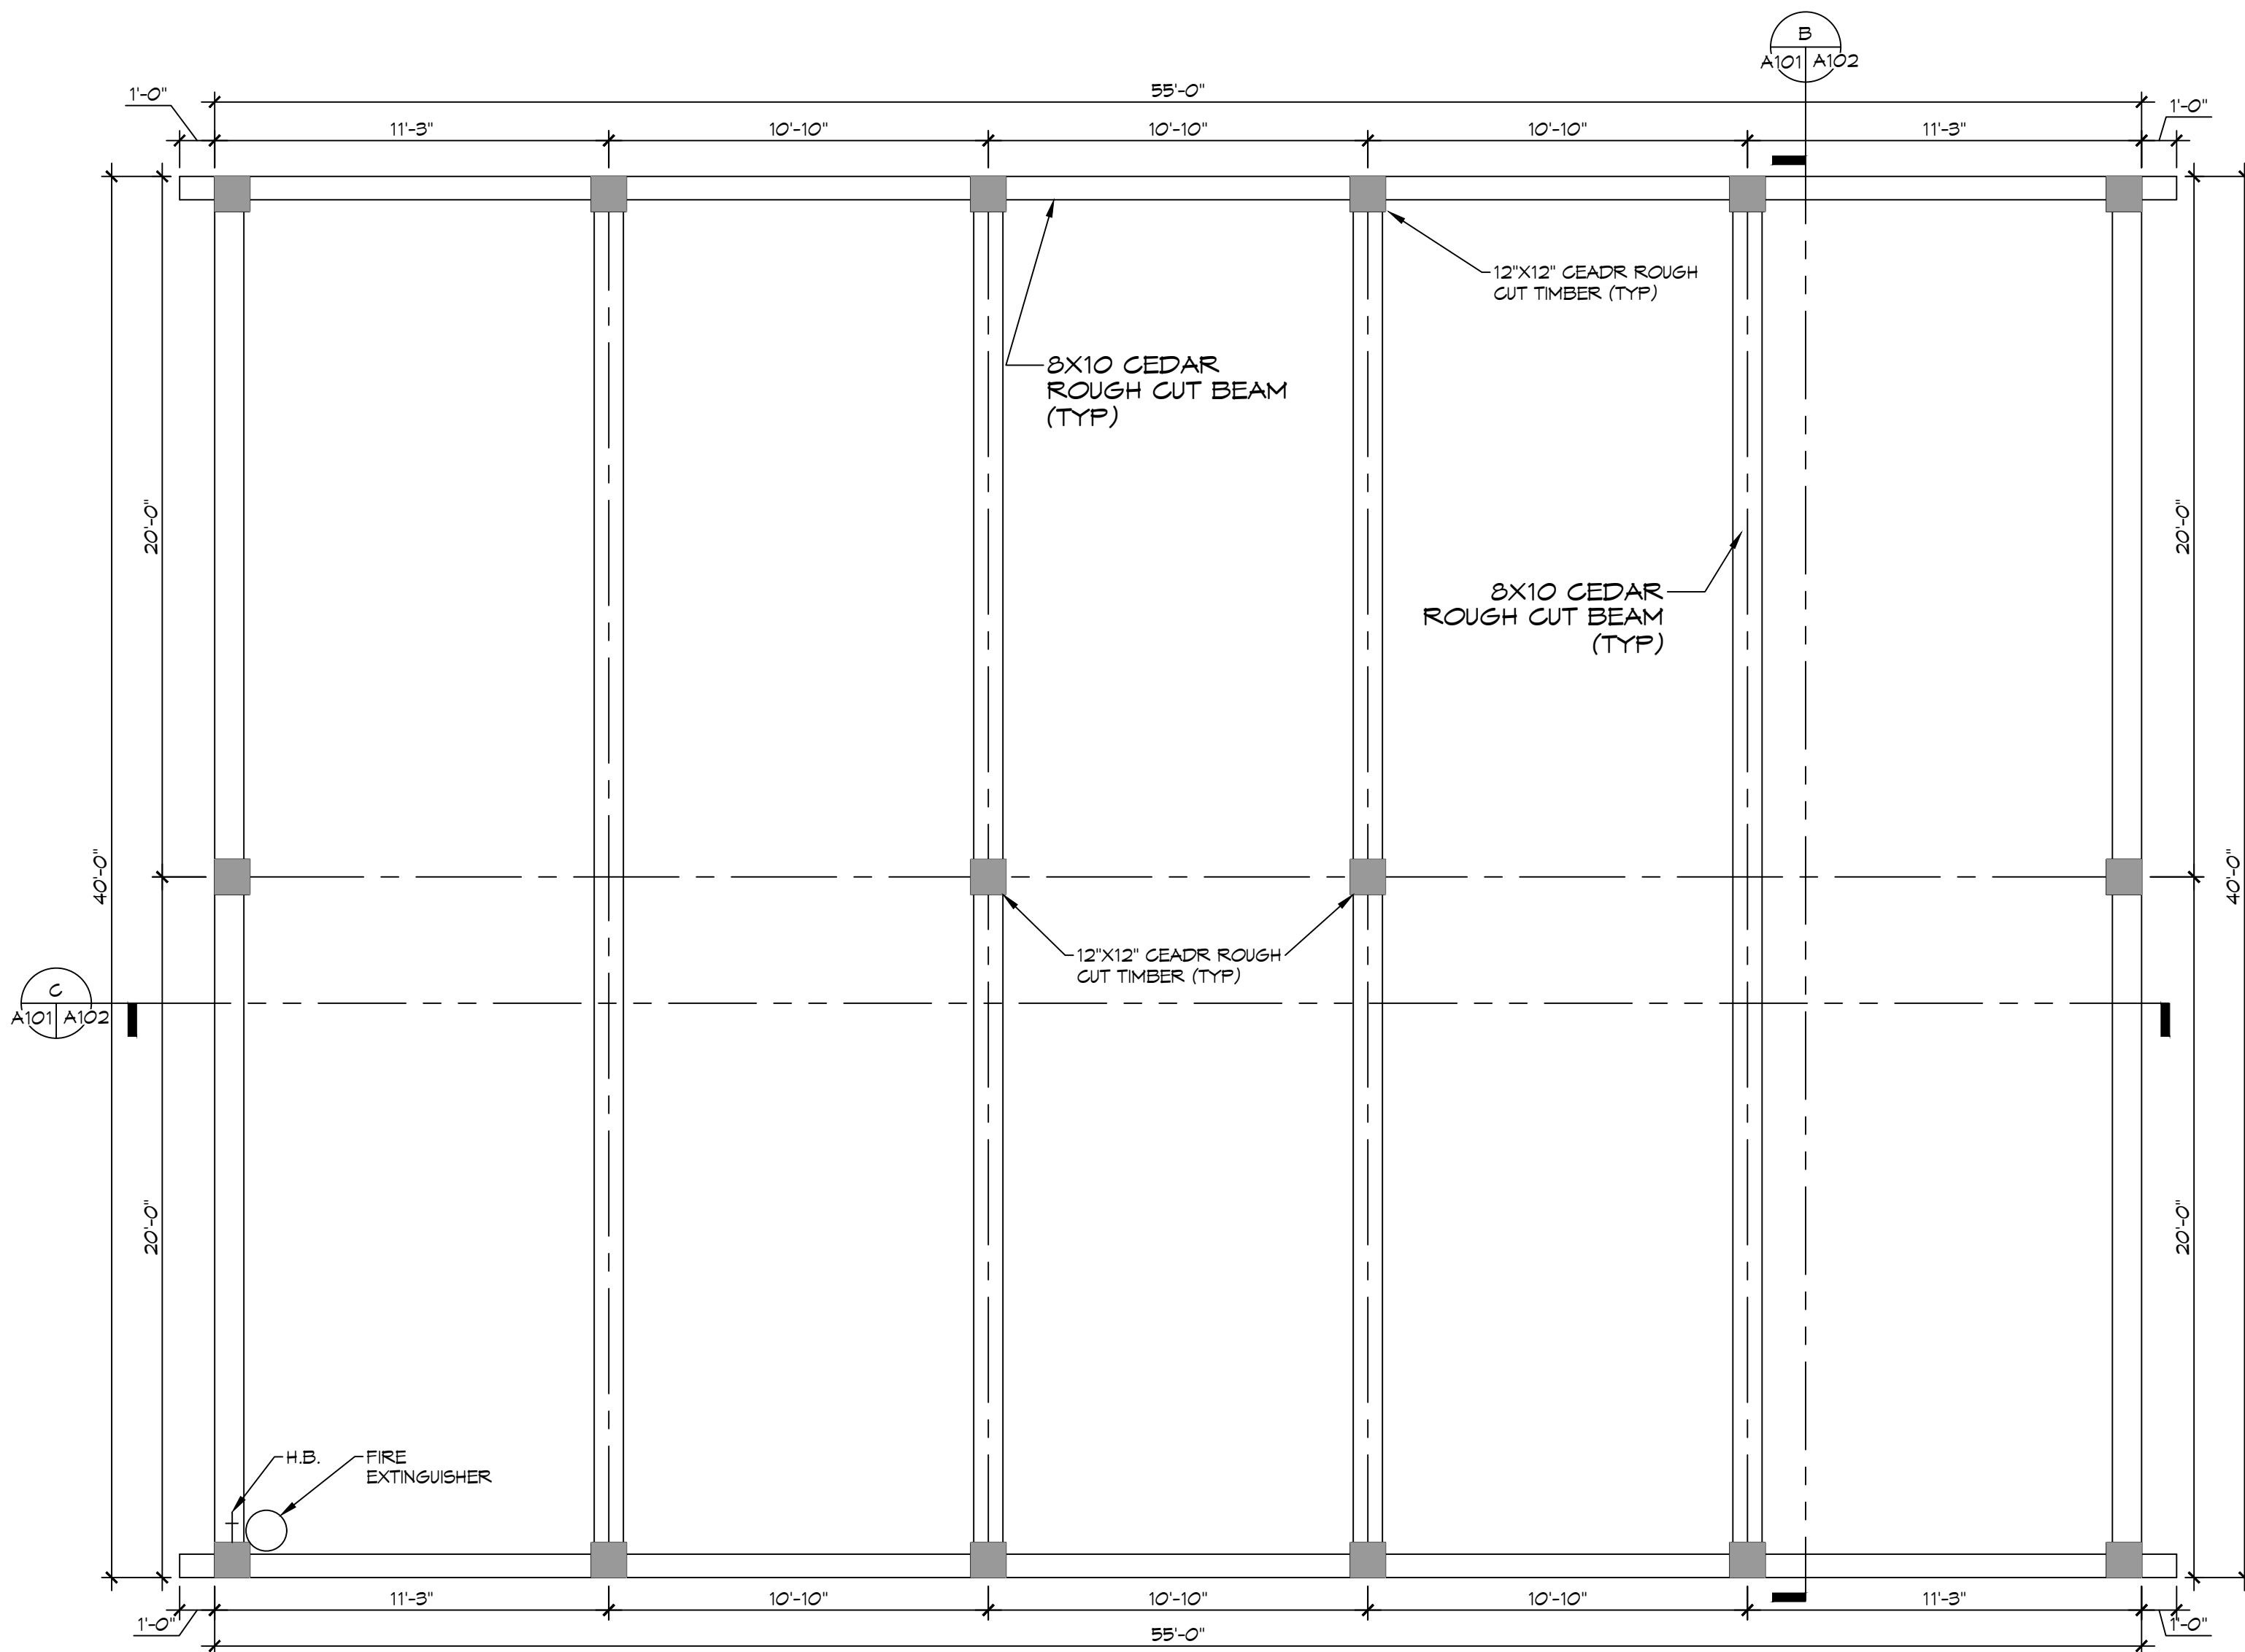 B
A101 A102
1'-0"
55'-0"
1'-0"
11'-3"
10'-10"
10'-10"
10'-10"
11'-3"
12"X12" CEADR ROUGH
CUT TIMBER (TYP)
8X10 CEDAR
ROUGH CUT BEAM
(TYP)
20'-0"
20'-0"
8X10 CEDAR
ROUGH CUT BEAM
(TYP)
40'-0"
40'-0"
12"X12" CEADR ROUGH
CUT TIMBER (TYP)
C
A101 A102
20'-0"
20'-0"
H.B.
FIRE
EXTINGUISHER
11'-3"
10'-10"
10'-10"
10'-10"
11'-3"
1'-0"
55'-0"
1'-0"